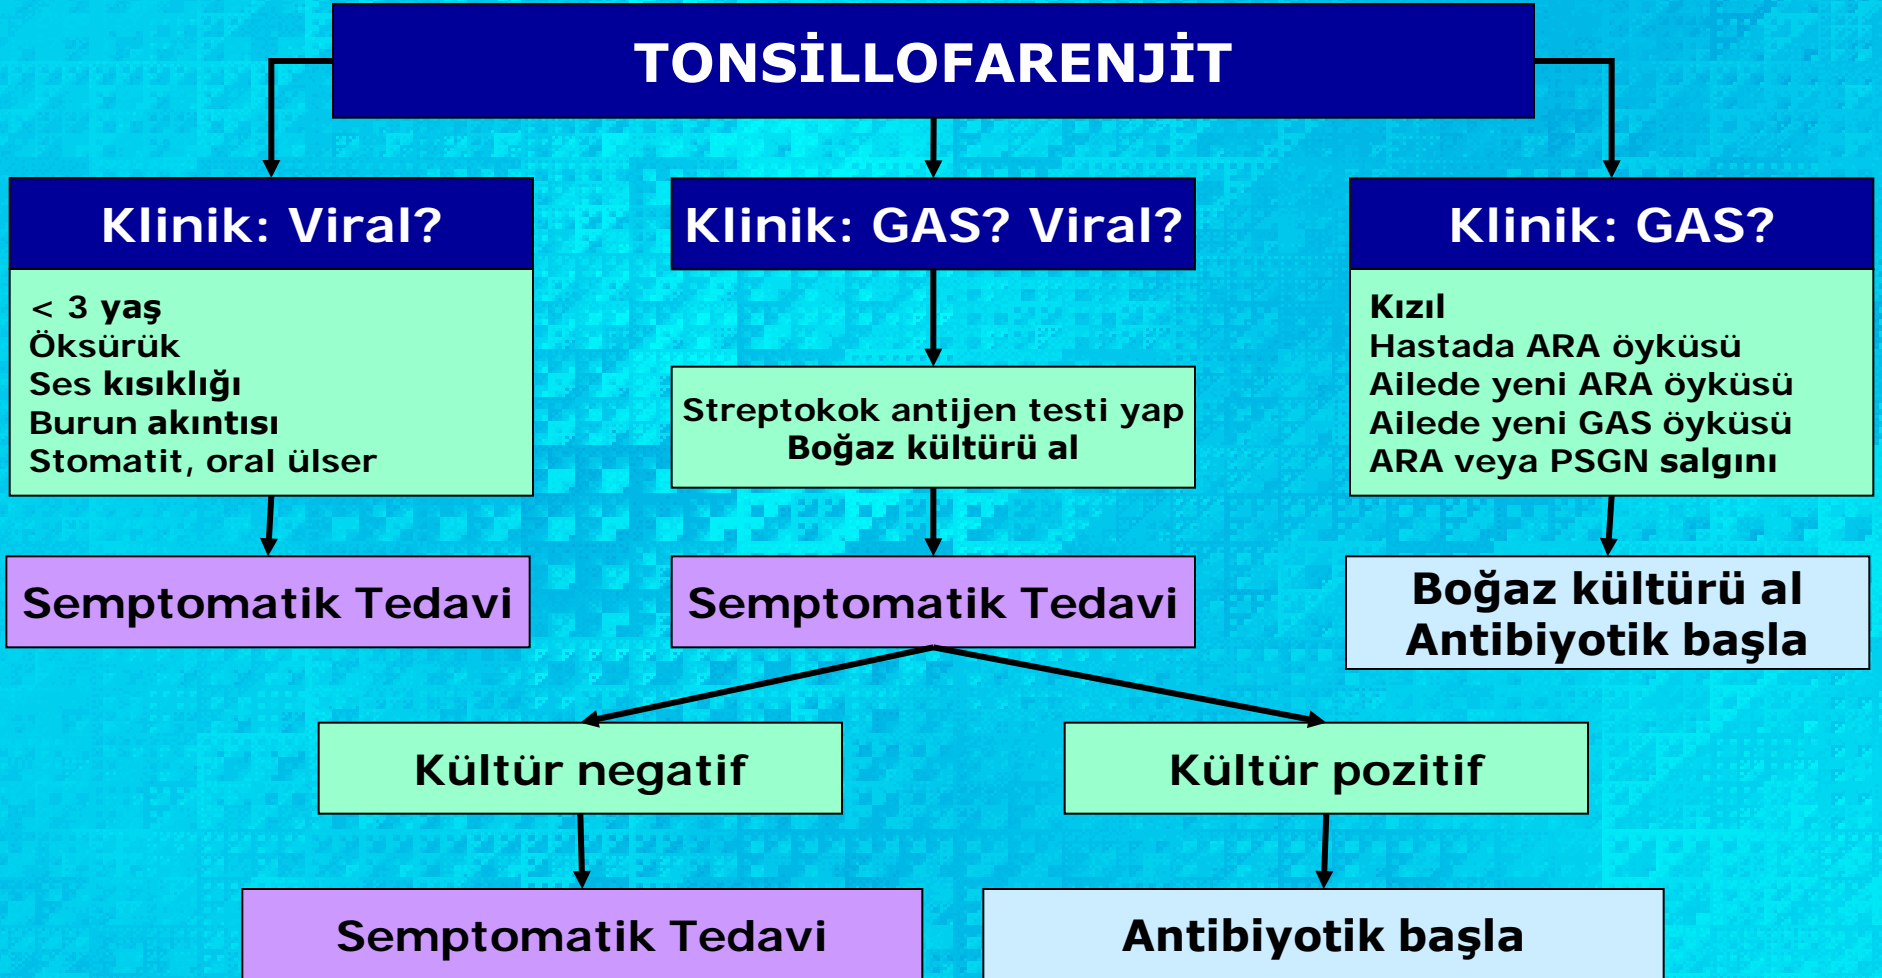 TONSİLLOFARENJİT
Klinik: Viral?
< 3 yaş
Öksürük
Ses kısıklığı
Burun akıntısı
Stomatit, oral ülser
Semptomatik Tedavi
Klinik: GAS? Viral?
Streptokok antijen testi yap
Boğaz kültürü al
Semptomatik Tedavi
Klinik: GAS?
Kızıl
Hastada ARA öyküsü
Ailede yeni ARA öyküsü
Ailede yeni GAS öyküsü
ARA veya PSGN salgını
Boğaz kültürü al
Antibiyotik başla
Kültür negatif
Kültür pozitif
Semptomatik Tedavi
Antibiyotik başla